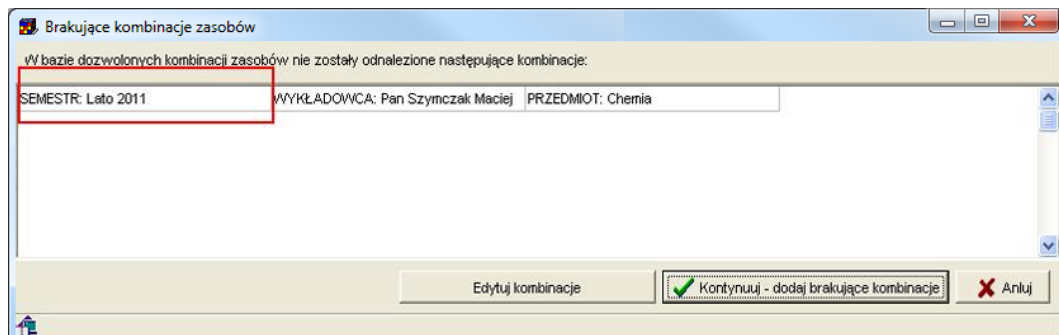 Brakujące kombinacje zasobów
W bazie dozwolonych kombinacji zasobów nie zostały odnalezione następujące kombinacje:
SEMESTR: Lato 2011 WYKŁADOWCA: Pan Szymczak Maciej PRZEDMIOT: Chemia
Edytuj kombinacje Kontynuuj - dodaj brakujące kombinacje Anluj